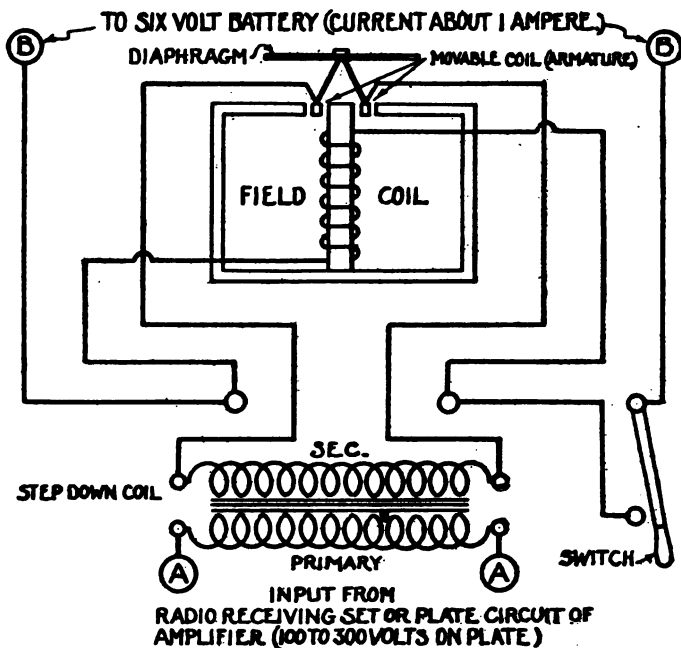 TO SIX VOLT BATTERY (CURRENT ABOUT 1 AMPERE.)
B
B
DIAPHRAGM
MOVABLE COIL (ARMATURE)
FIELD COIL
SEC.
STEP DOWN COIL
PRIMARY
A
A
SWITCH
INPUT FROM
RADIO RECEIVING SET OR PLATE CIRCUIT OF
AMPLIFIER (100 TO 300 VOLTS ON PLATE)